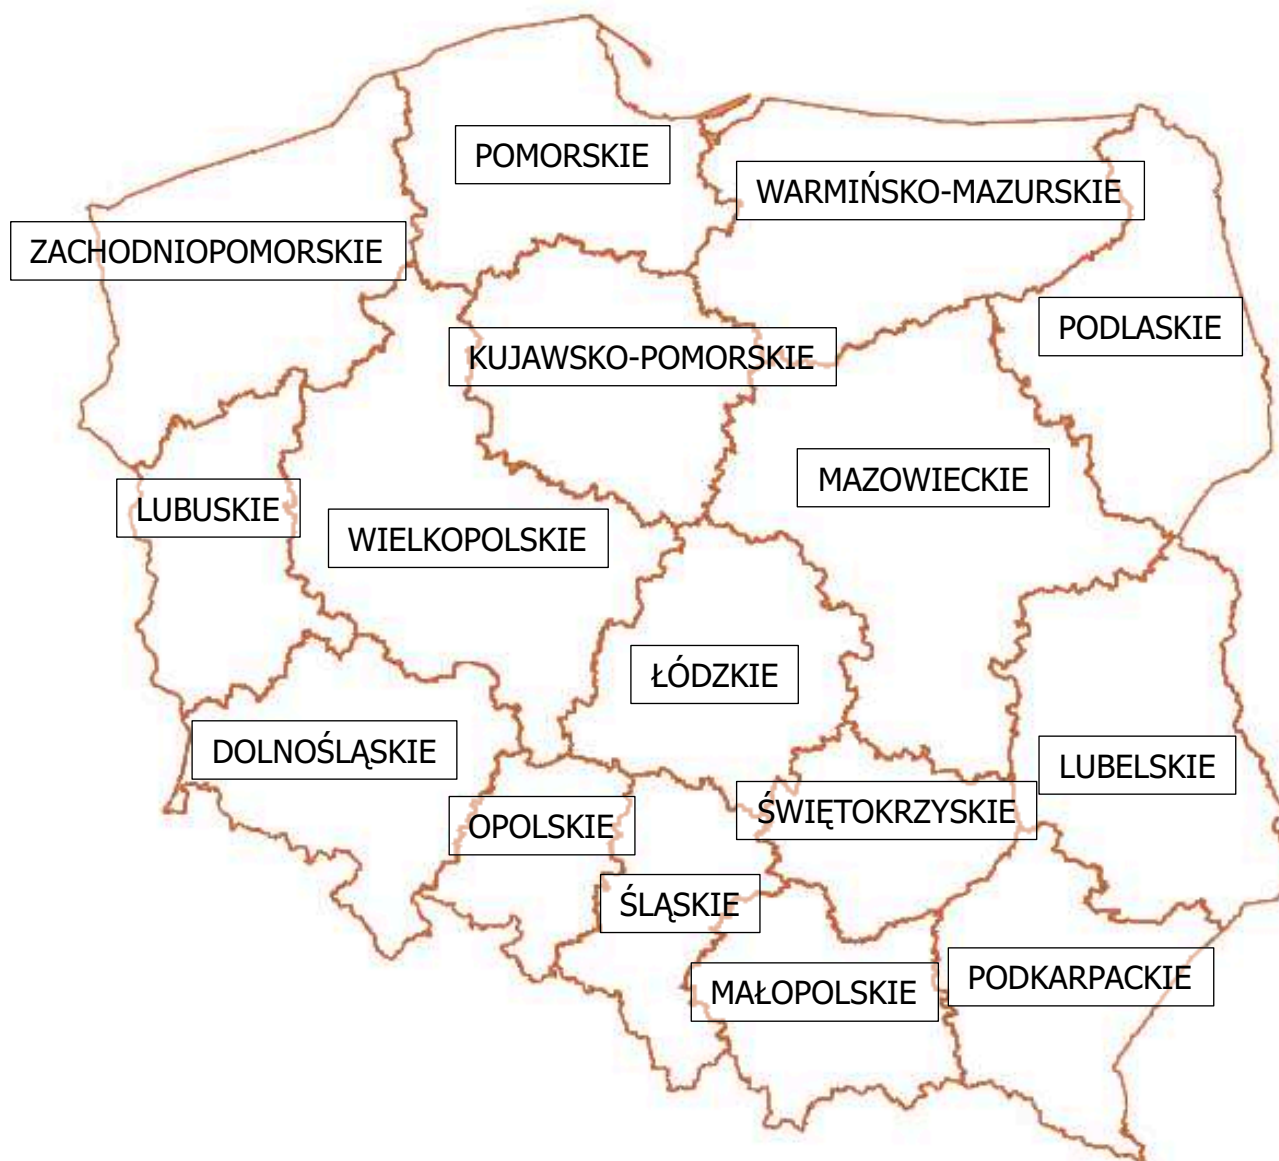 POMORSKIE
WARMIŃSKO-MAZURSKIE
ZACHODNIOPOMORSKIE
PODLASKIE
KUJAWSKO-POMORSKIE
MAZOWIECKIE
LUBUSKIE
WIELKOPOLSKIE
ŁÓDZKIE
DOLNOŚLĄSKIE
LUBELSKIE
ŚWIĘTOKRZYSKIE
OPOLSKIE
ŚLĄSKIE
PODKARPACKIE
MAŁOPOLSKIE